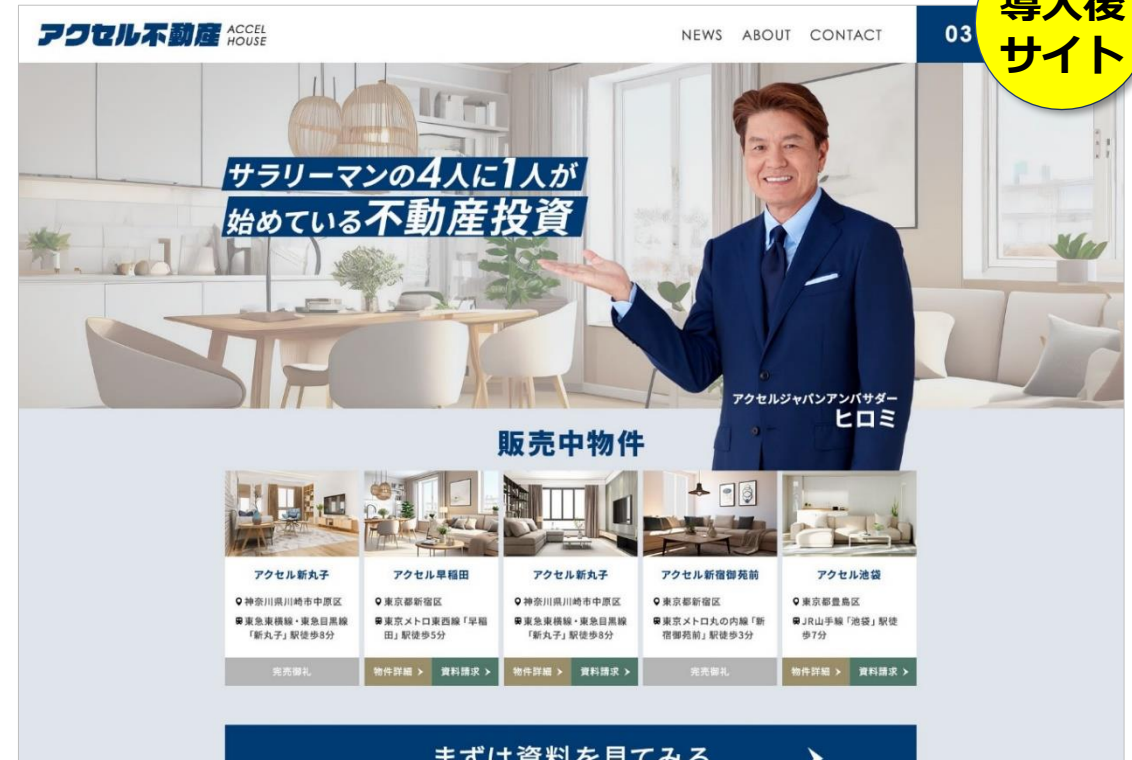 アクセル不動産 ACCEL
HOUSE
NEWS ABOUT CONTACT
03
導入後
サイト
サラリーマンの4人に1人が
始めている不動産投資
アクセルジャパンアンバサダー
ヒロミ
販売中物件
アクセル新丸子
神奈川県川崎市中原区
東急東横線・東急目黒線
「新丸子」駅徒歩8分
完売御礼
アクセル早稲田
東京都新宿区
東京メトロ東西線「早稲
田」駅徒歩5分
物件詳細 資料請求
アクセル新丸子
神奈川県川崎市中原区
東急東横線・東急目黒線
「新丸子」駅徒歩8分
物件詳細 資料請求
アクセル新宿御苑前
東京都新宿区
東京メトロ丸の内線「新
宿御苑前」駅徒歩3分
完売御礼
アクセル池袋
東京都豊島区
JR山手線「池袋」駅徒
歩7分
物件詳細 資料請求
まずは資料を見てみる